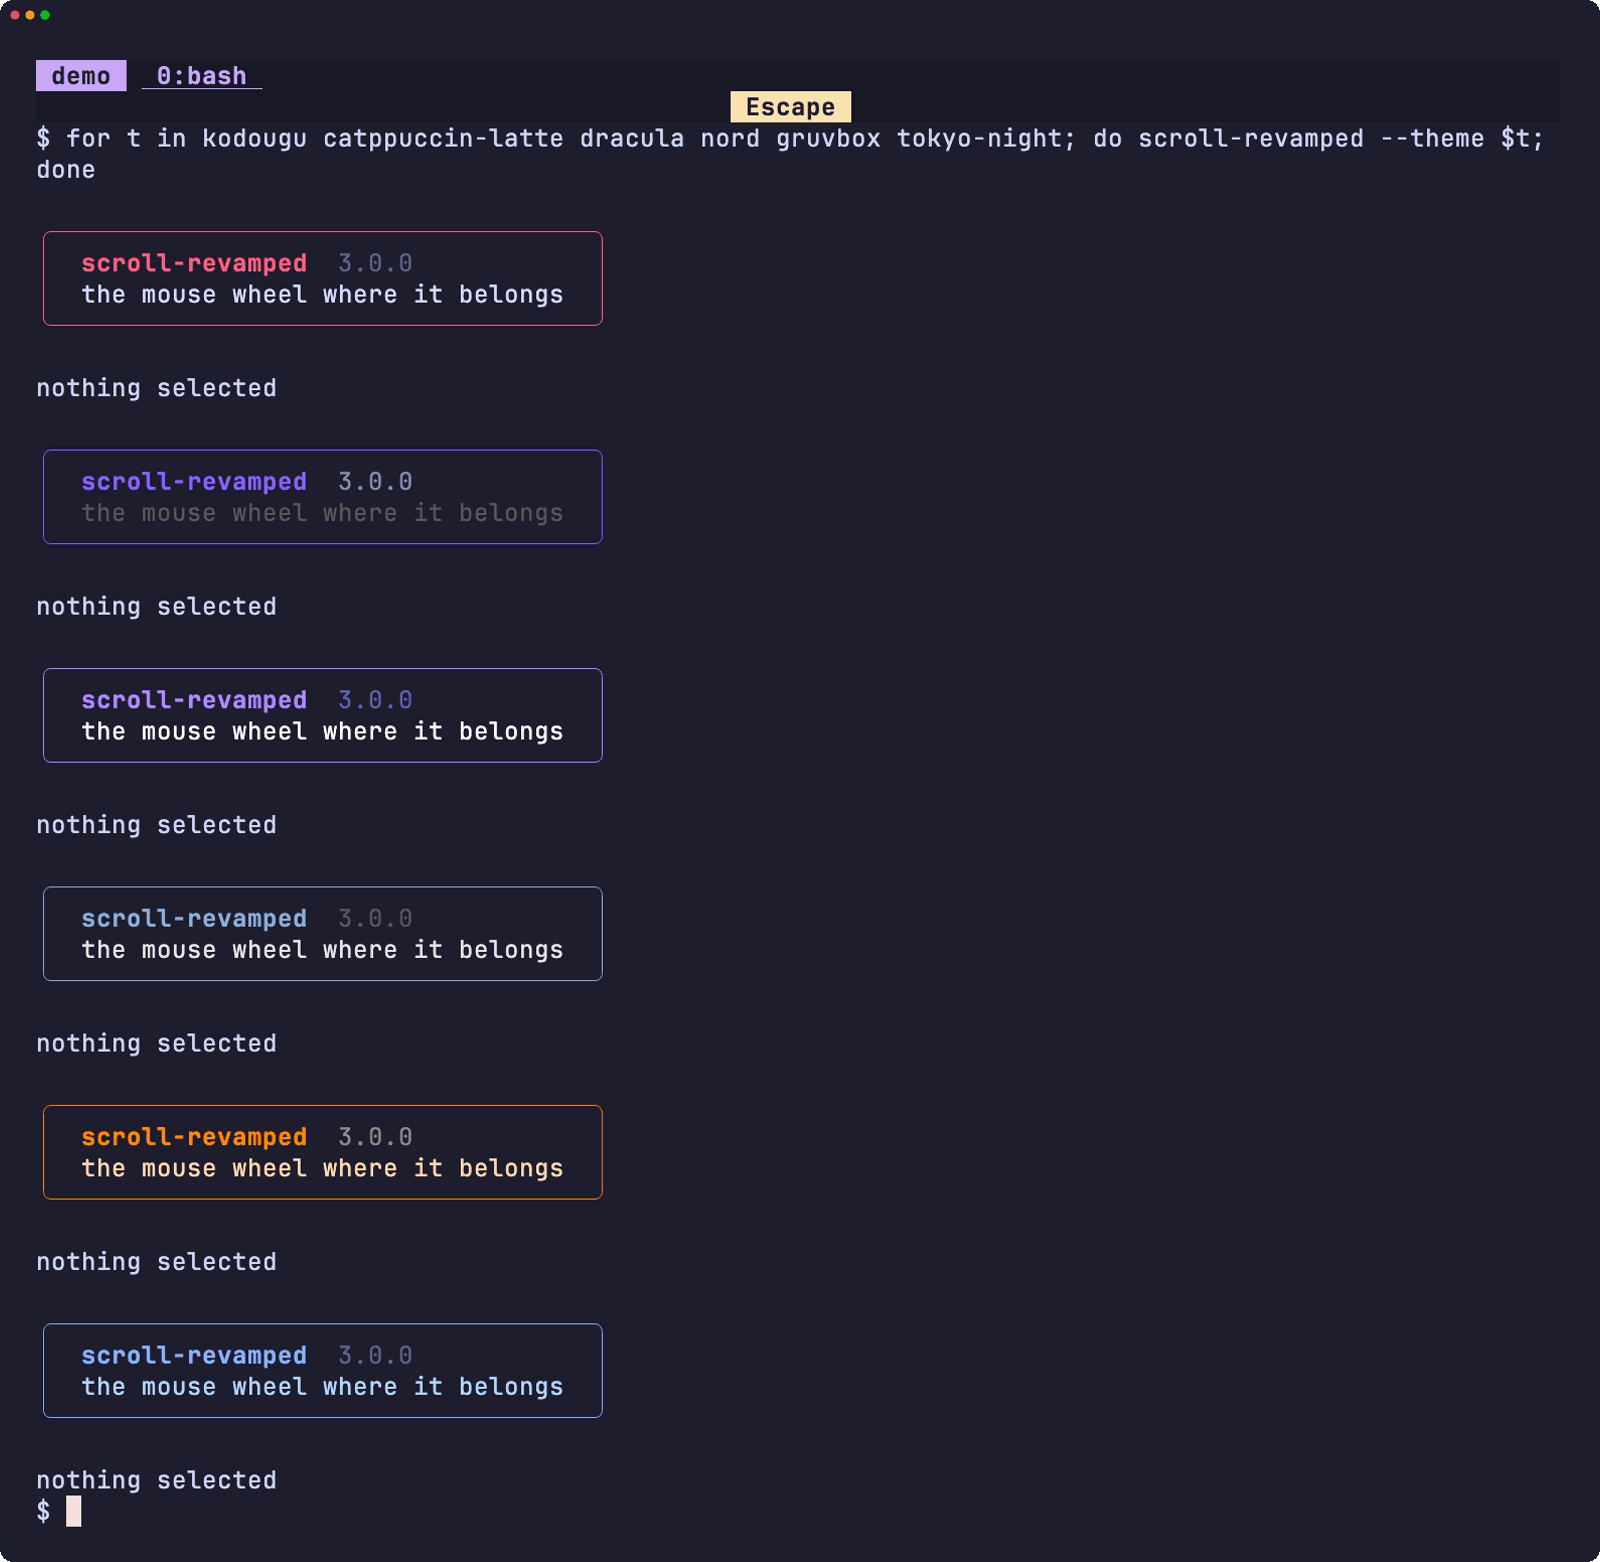 demo 0:bash
Escape
$ for t in kodougu catppuccin-latte dracula nord gruvbox tokyo-night; do scroll-revamped --theme $t;
done
scroll-revamped 3.0.0
the mouse wheel where it belongs
nothing selected
scroll-revamped 3.0.0
the mouse wheel where it belongs
nothing selected
scroll-revamped 3.0.0
the mouse wheel where it belongs
nothing selected
scroll-revamped 3.0.0
the mouse wheel where it belongs
nothing selected
scroll-revamped 3.0.0
the mouse wheel where it belongs
nothing selected
scroll-revamped 3.0.0
the mouse wheel where it belongs
nothing selected
$